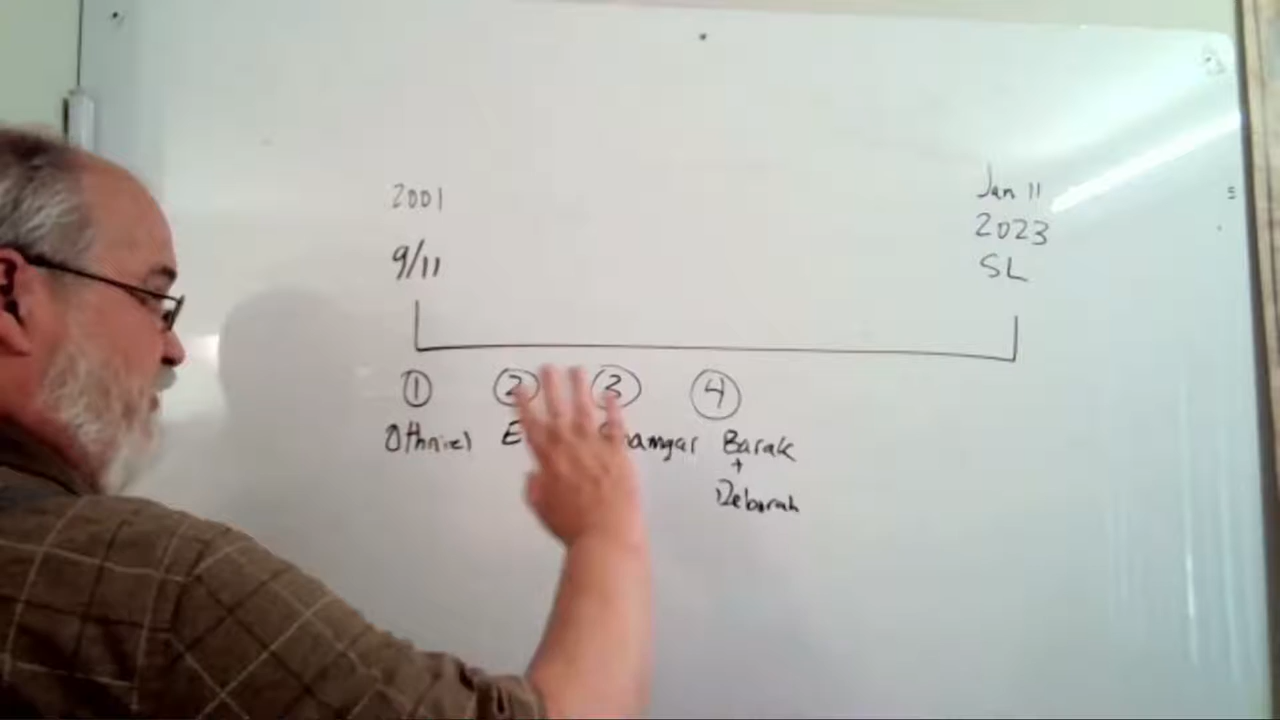 2001
Jan 11
9/11
2023
SL
1 2 3 4
Othniel Barak
+
Deborah